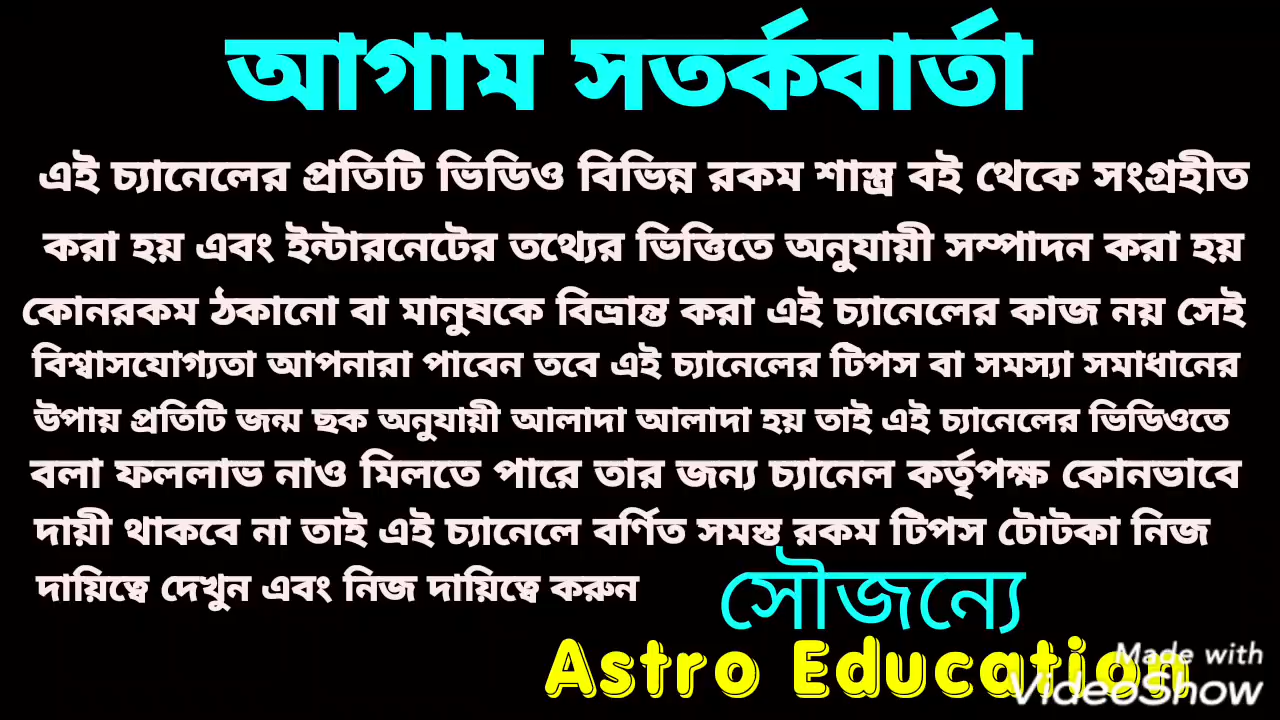 আগাম সতর্কবার্তা
এই চ্যানেলের প্রতিটি ভিডিও বিভিন্ন রকম শাস্ত্র বই থেকে সংগ্রহীত
করা হয় এবং ইন্টারনেটের তথ্যের ভিত্তিতে অনুযায়ী সম্পাদন করা হয়
কোনরকম ঠকানো বা মানুষকে বিভ্রান্ত করা এই চ্যানেলের কাজ নয় সেই
বিশ্বাসযোগ্যতা আপনারা পাবেন তবে এই চ্যানেলের টিপস বা সমস্যা সমাধানের
উপায় প্রতিটি জন্ম ছক অনুযায়ী আলাদা আলাদা হয় তাই এই চ্যানেলের ভিডিওতে
বলা ফললাভ নাও মিলতে পারে তার জন্য চ্যানেল কর্তৃপক্ষ কোনভাবে
দায়ী থাকবে না তাই এই চ্যানেলে বর্ণিত সমস্ত রকম টিপস টোটকা নিজ
দায়িত্বে দেখুন এবং নিজ দায়িত্বে করুন
সৌজন্যে
Astro Education
Made with
VideoShow